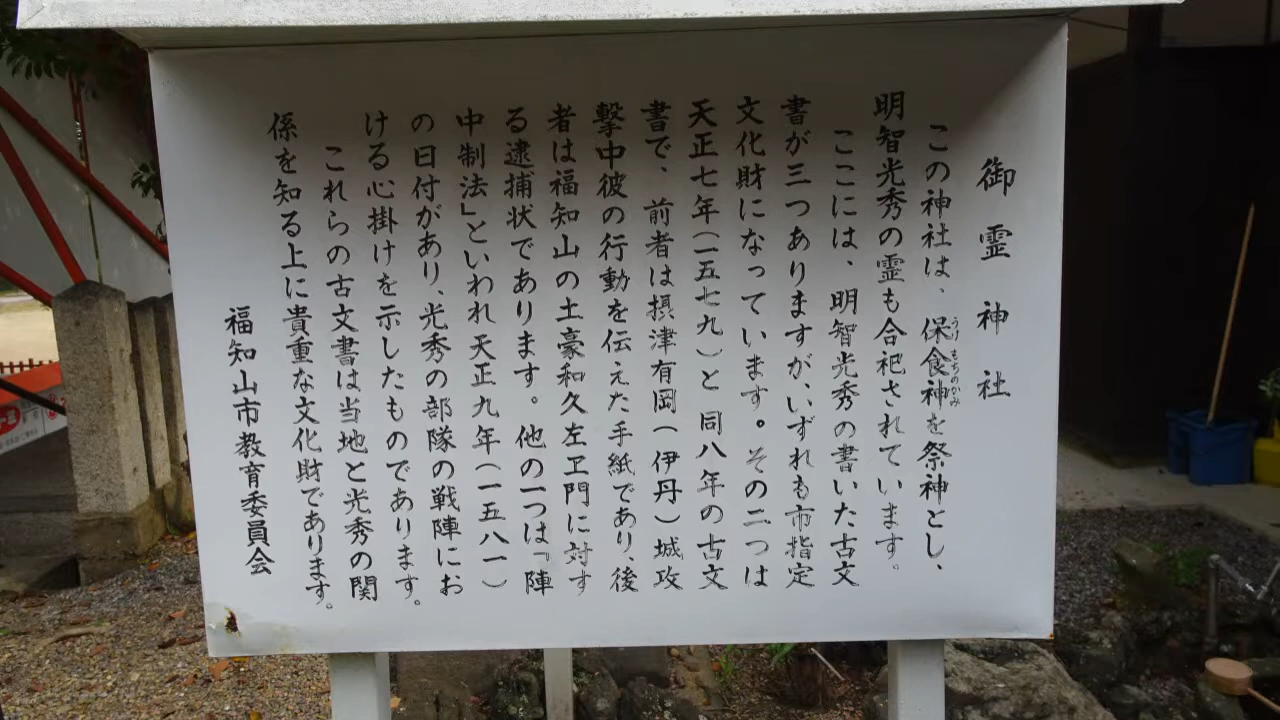 御霊神社
この神社は、保食神を祭神とし、
うけもちのかみ
明智光秀の霊も合祀されています。
ここには、明智光秀の書いた古文
書が三つありますが、いずれも市指定
文化財になっています。その二つは
天正七年(一五七九)と同八年の古文
書で、前者は摂津有岡(伊丹)城攻
撃中彼の行動を伝えた手紙であり、後
者は福知山の土豪和久左ヱ門に対す
る逮捕状であります。他の一つは『陣
中制法』といわれ天正九年(一五八一)
の日付があり、光秀の部隊の戦陣にお
ける心掛けを示したものであります。
これらの古文書は当地と光秀の関
係を知る上に貴重な文化財であります。
福知山市教育委員会